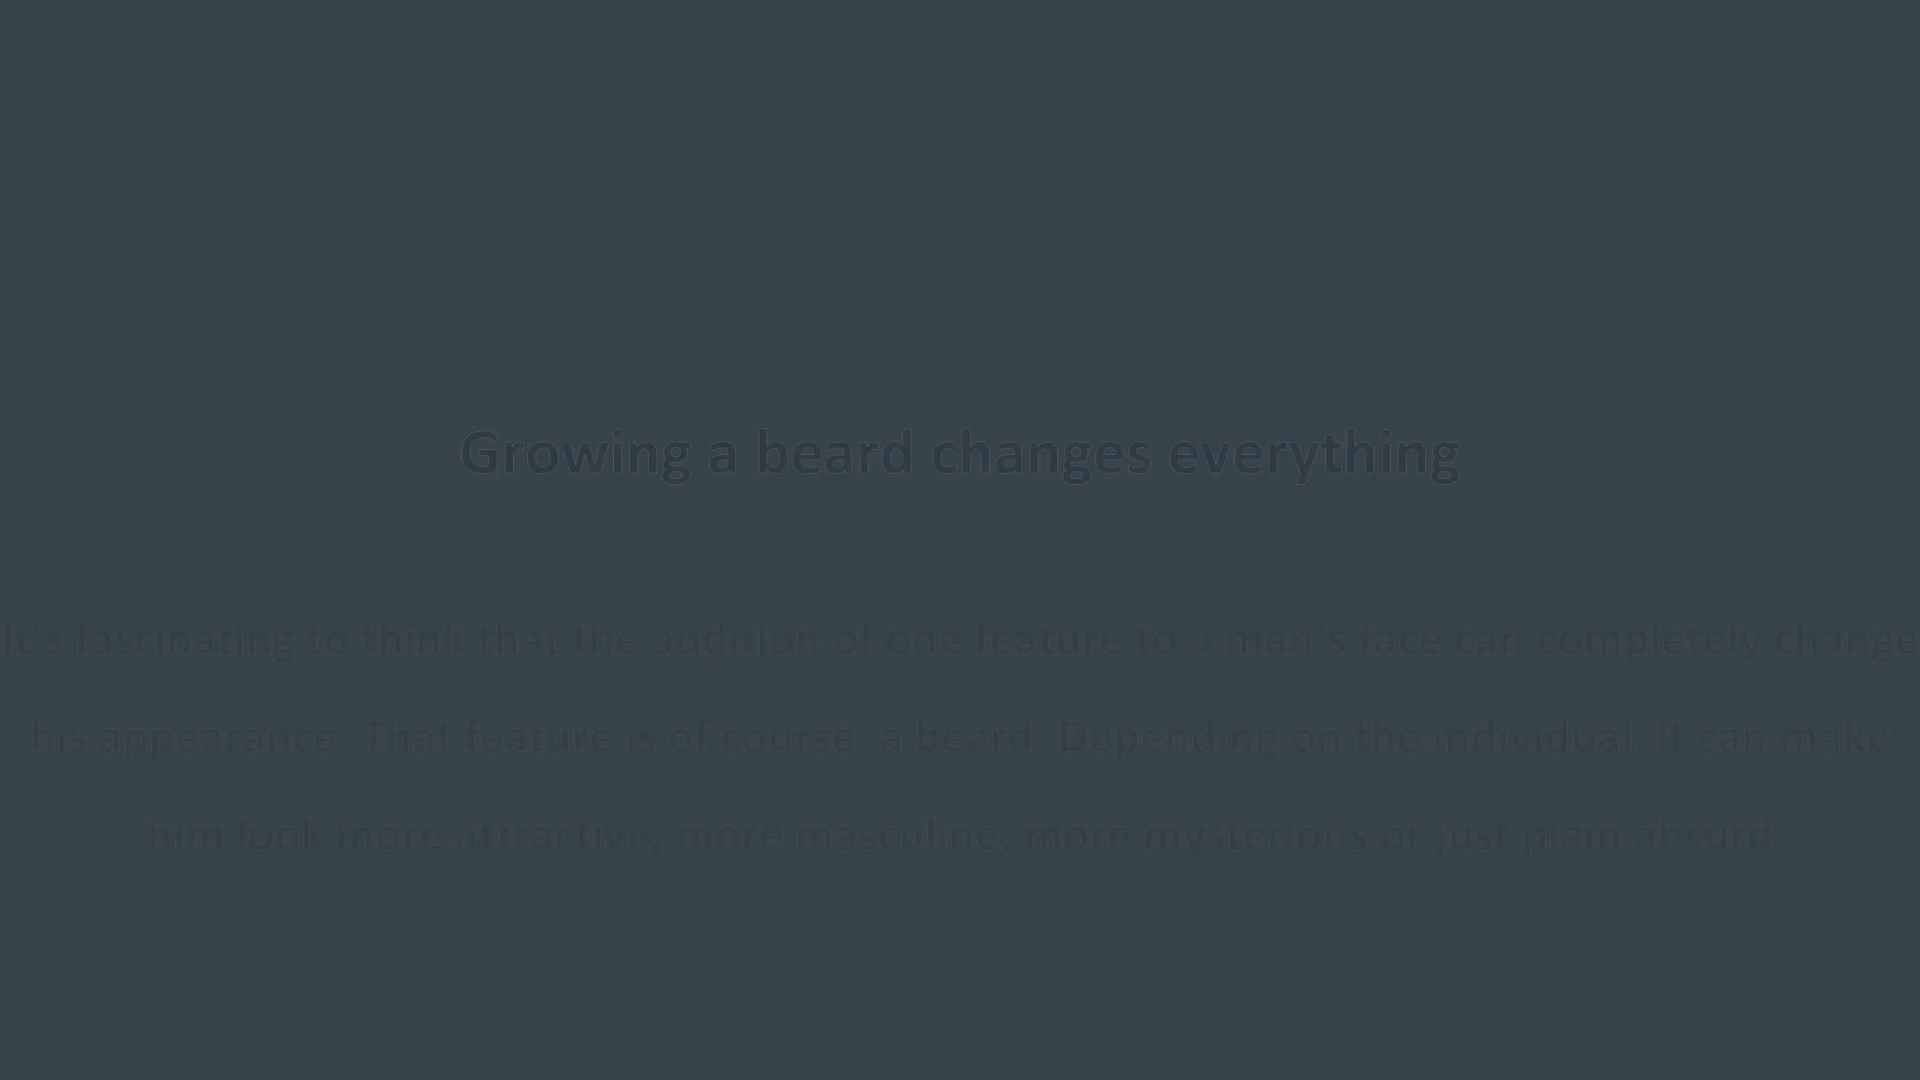 Growing a beard changes everything
It's fascinating to think that the addition of one feature to a man's face can completely change
his appearance. That feature is of course, a beard. Depending on the individual, it can make
him look more attractive, more masculine, more mysterious or just plain absurd.